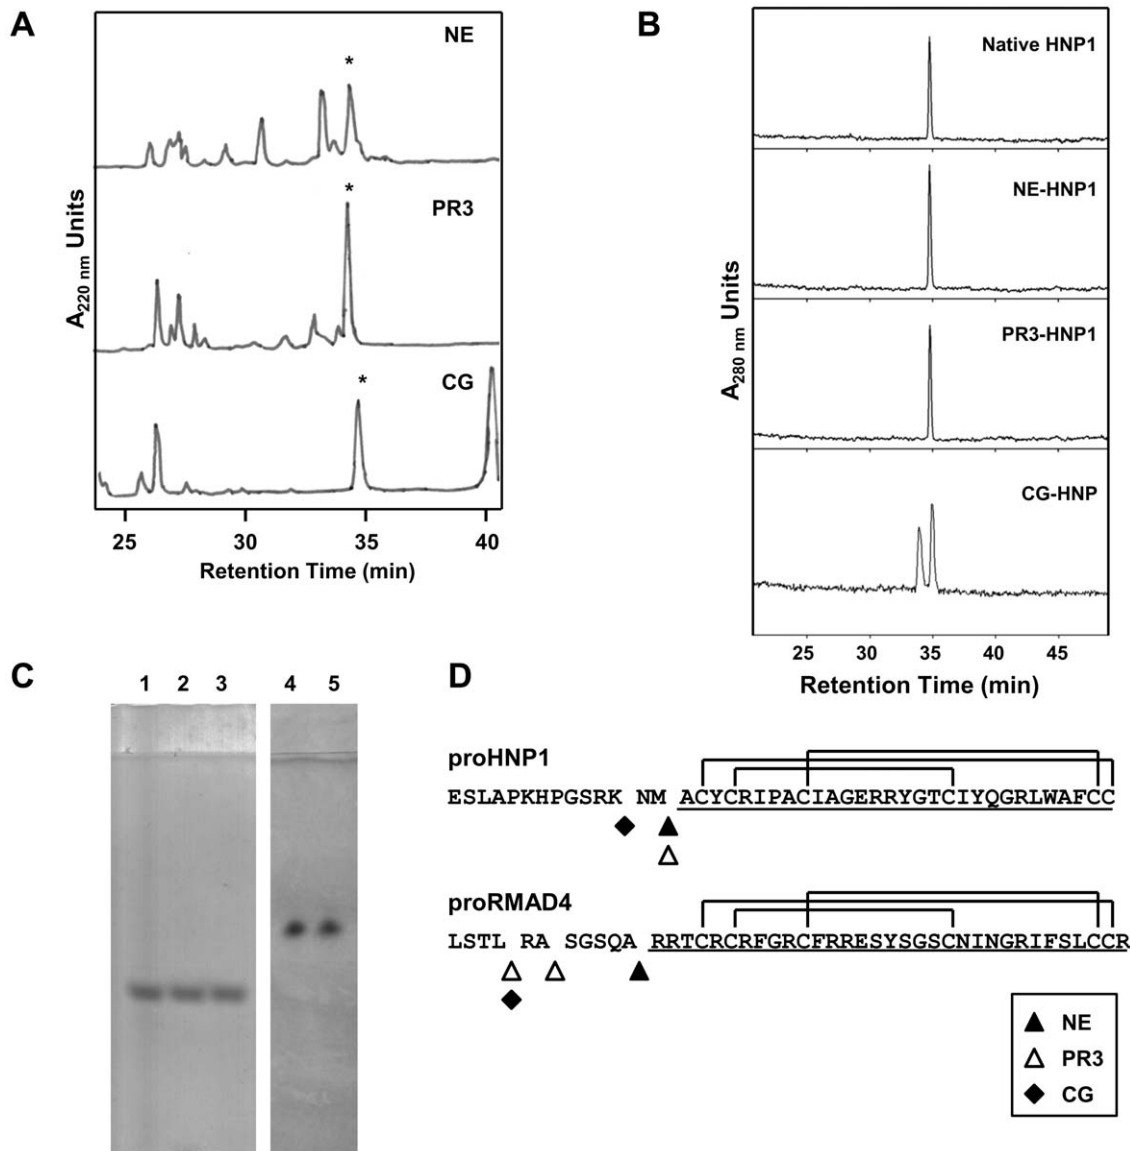 A
NE
*
PR3
*
CG
*
A220 nm Units
25 30 35 40
Retention Time (min)
B
Native HNP1
NE-HNP1
PR3-HNP1
CG-HNP
A280 nm Units
25 30 35 40 45
Retention Time (min)
C
1 2 3 4 5
D
proHNP1
ESLAPKHPGSRK NM ACYCRIPACIAGERRYGTCIYQGRLWAFCC
proRMAD4
LSTL RA SGSQA RRTCRCRFGRCFRRESYSGSCNINGRIFSLCCR
NE
PR3
CG